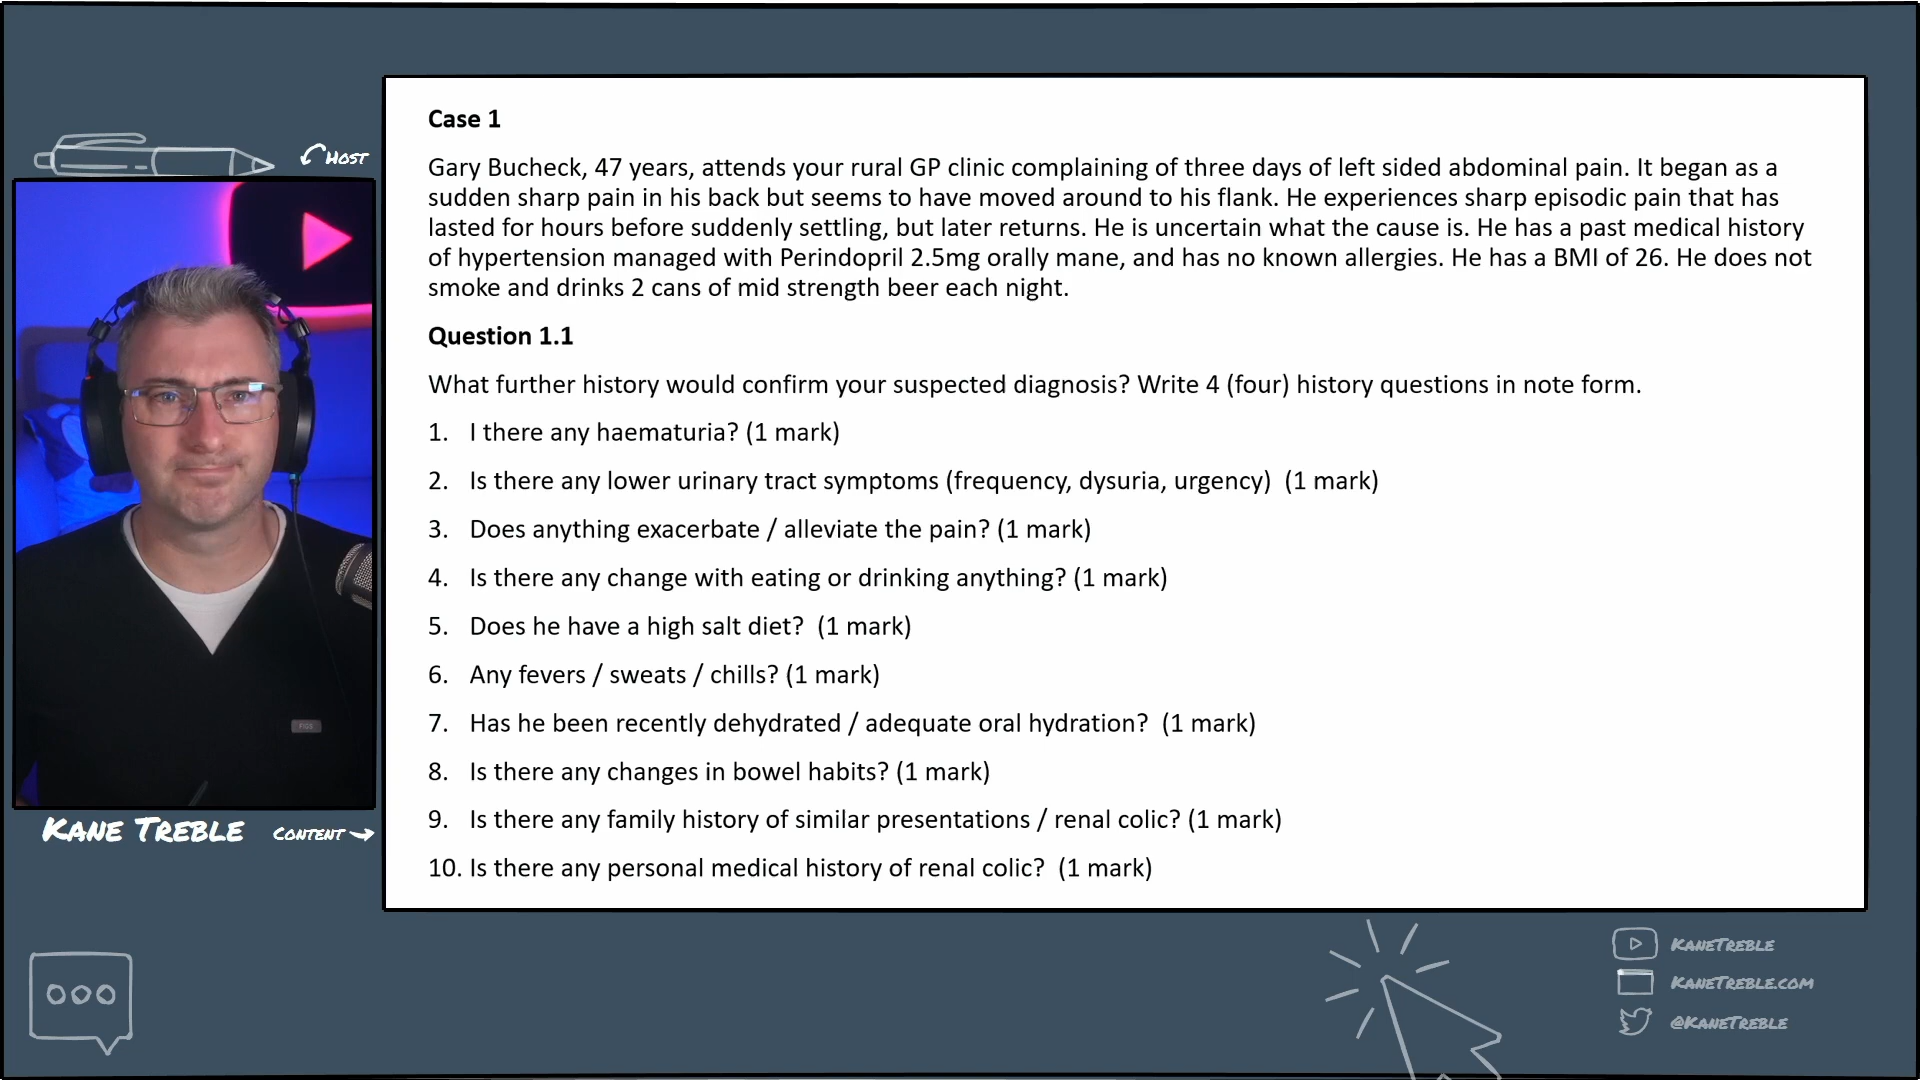 Host
Kane Treble
Content
Case 1
Gary Bucheck, 47 years, attends your rural GP clinic complaining of three days of left sided abdominal pain. It began as a
sudden sharp pain in his back but seems to have moved around to his flank. He experiences sharp episodic pain that has
lasted for hours before suddenly settling, but later returns. He is uncertain what the cause is. He has a past medical history
of hypertension managed with Perindopril 2.5mg orally mane, and has no known allergies. He has a BMI of 26. He does not
smoke and drinks 2 cans of mid strength beer each night.
Question 1.1
What further history would confirm your suspected diagnosis? Write 4 (four) history questions in note form.
1. I there any haematuria? (1 mark)
2. Is there any lower urinary tract symptoms (frequency, dysuria, urgency) (1 mark)
3. Does anything exacerbate / alleviate the pain? (1 mark)
4. Is there any change with eating or drinking anything? (1 mark)
5. Does he have a high salt diet? (1 mark)
6. Any fevers / sweats / chills? (1 mark)
7. Has he been recently dehydrated / adequate oral hydration? (1 mark)
8. Is there any changes in bowel habits? (1 mark)
9. Is there any family history of similar presentations / renal colic? (1 mark)
10. Is there any personal medical history of renal colic? (1 mark)
FIGS
KaneTreble
KaneTreble.com
@KaneTreble